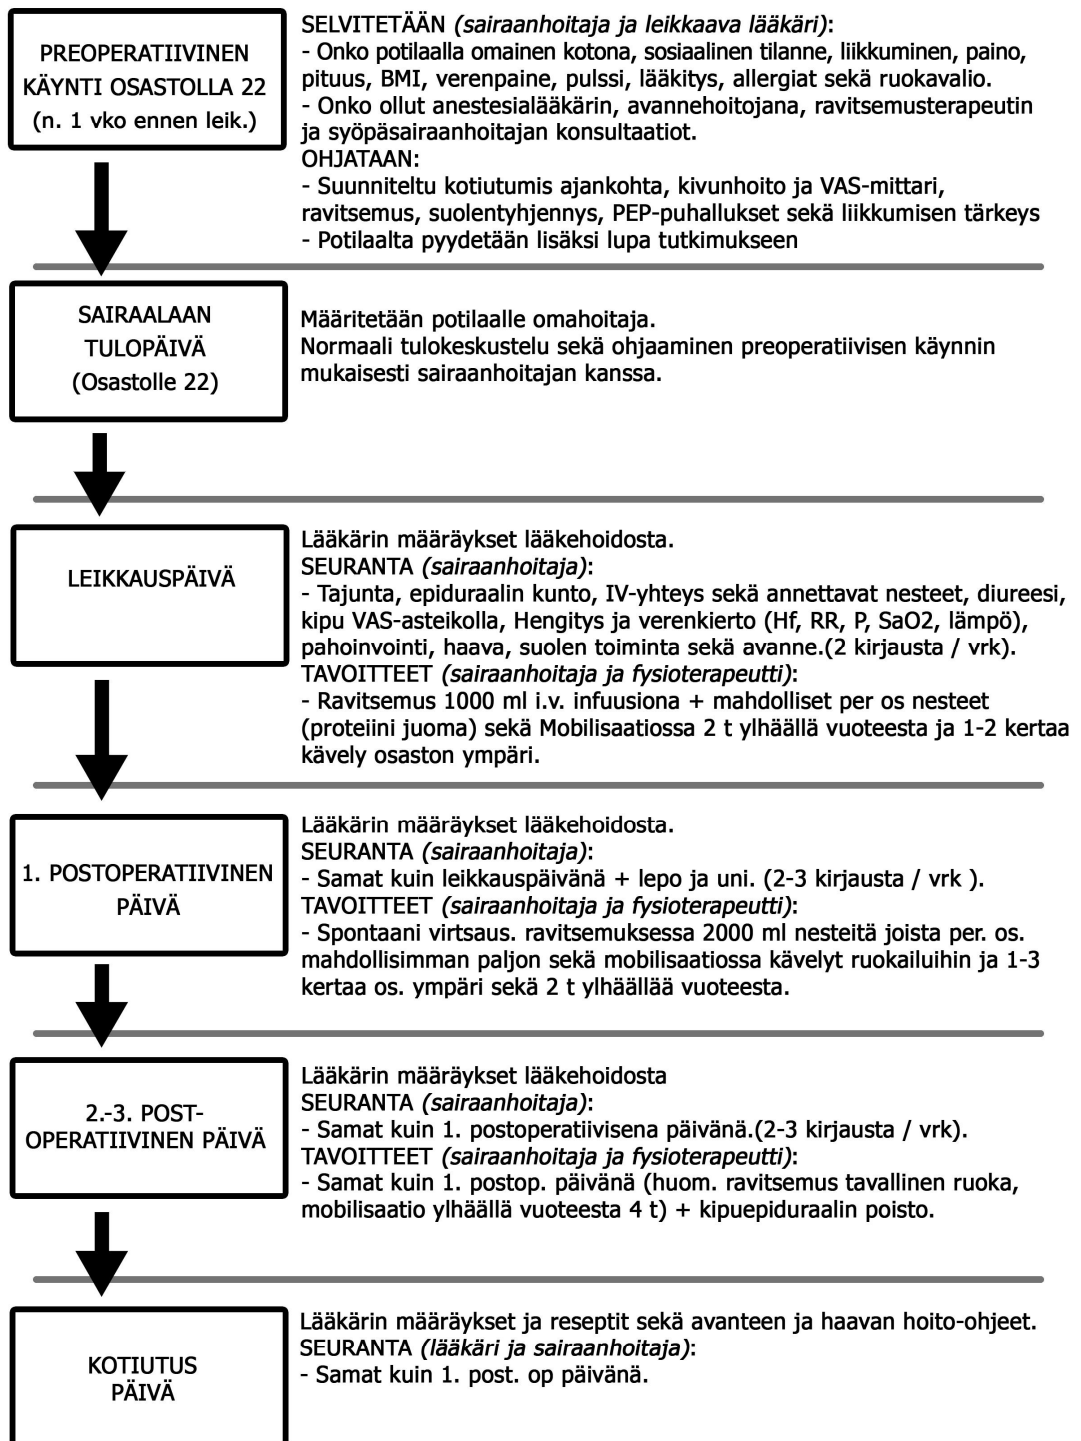 PREOPERATIIVINEN
KÄYNTI OSASTOLLA 22
(n. 1 vko ennen leik.)
SELVITETÄÄN (sairaanhoitaja ja leikkaava lääkäri):
- Onko potilaalla omainen kotona, sosiaalinen tilanne, liikkuminen, paino,
pituus, BMI, verenpaine, pulssi, lääkitys, allergiat sekä ruokavalio.
- Onko ollut anestesialääkärin, avannehoitojana, ravitsemusterapeutin
ja syöpäsairaanhoitajan konsultaatiot.
OHJATAAN:
- Suunniteltu kotiutumis ajankohta, kivunhoito ja VAS-mittari,
ravitsemus, suolentyhjennys, PEP-puhallukset sekä liikkumisen tärkeys
- Potilaalta pyydetään lisäksi lupa tutkimukseen
SAIRAALAAN
TULOPÄIVÄ
(Osastolle 22)
Määritetään potilaalle omahoitaja.
Normaali tulokeskustelu sekä ohjaaminen preoperatiivisen käynnin
mukaisesti sairaanhoitajan kanssa.
LEIKKAUSPÄIVÄ
Lääkärin määräykset lääkehoidosta.
SEURANTA (sairaanhoitaja):
- Tajunta, epiduraalin kunto, IV-yhteys sekä annettavat nesteet, diureesi,
kipu VAS-asteikolla, Hengitys ja verenkierto (Hf, RR, P, SaO2, lämpö),
pahoinvointi, haava, suolen toiminta sekä avanne.(2 kirjausta / vrk).
TAVOITTEET (sairaanhoitaja ja fysioterapeutti):
- Ravitsemus 1000 ml i.v. infuusiona + mahdolliset per os nesteet
(proteiini juoma) sekä Mobilisaatiossa 2 t ylhäällä vuoteesta ja 1-2 kertaa
kävely osaston ympäri.
1. POSTOPERATIIVINEN
PÄIVÄ
Lääkärin määräykset lääkehoidosta.
SEURANTA (sairaanhoitaja):
- Samat kuin leikkauspäivänä + lepo ja uni. (2-3 kirjausta / vrk ).
TAVOITTEET (sairaanhoitaja ja fysioterapeutti):
- Spontaani virtsaus. ravitsemuksessa 2000 ml nesteitä joista per. os.
mahdollisimman paljon sekä mobilisaatiossa kävelyt ruokailuihin ja 1-3
kertaa os. ympäri sekä 2 t ylhäällää vuoteesta.
2.-3. POST-
OPERATIIVINEN PÄIVÄ
Lääkärin määräykset lääkehoidosta
SEURANTA (sairaanhoitaja):
- Samat kuin 1. postoperatiivisena päivänä.(2-3 kirjausta / vrk).
TAVOITTEET (sairaanhoitaja ja fysioterapeutti):
- Samat kuin 1. postop. päivänä (huom. ravitsemus tavallinen ruoka,
mobilisaatio ylhäällä vuoteesta 4 t) + kipuepiduraalin poisto.
KOTIUTUS
PÄIVÄ
Lääkärin määräykset ja reseptit sekä avanteen ja haavan hoito-ohjeet.
SEURANTA (lääkäri ja sairaanhoitaja):
- Samat kuin 1. post. op päivänä.